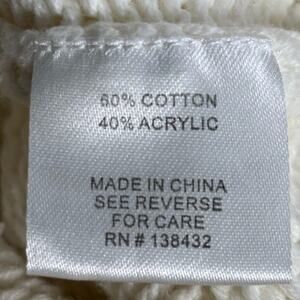 60% COTTON
40% ACRYLIC
MADE IN CHINA
SEE REVERSE
FOR CARE
RN # 138432